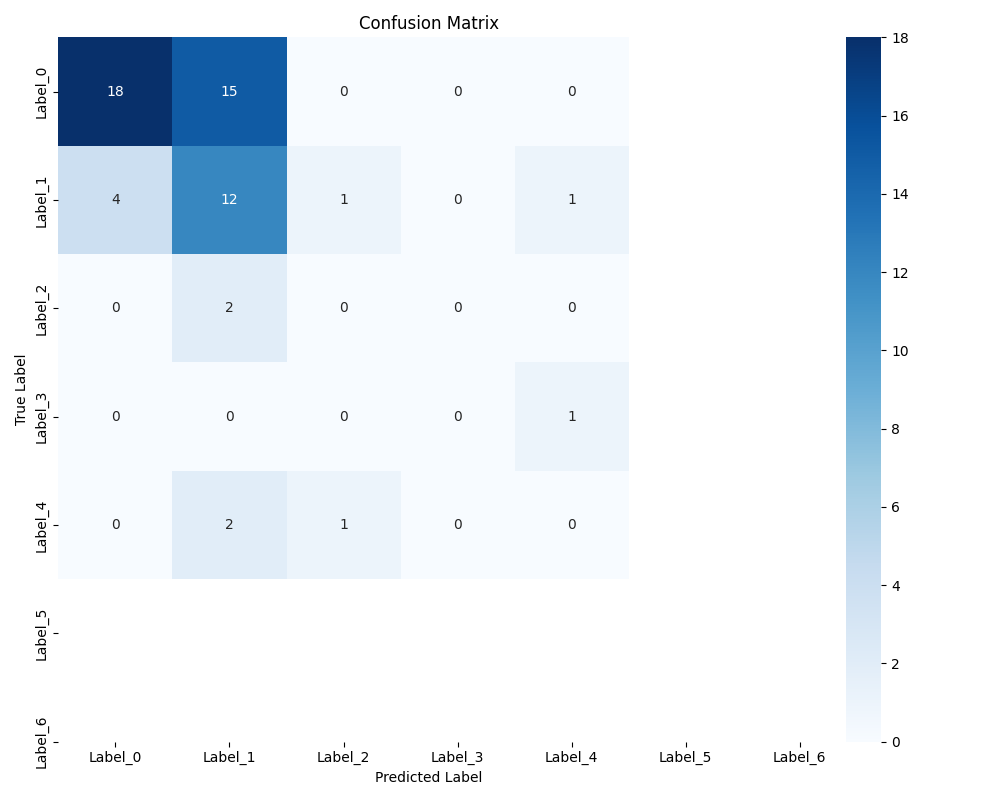 Confusion Matrix
Label_0 18 15 0 0 0
Label_1 4 12 1 0 1
Label_2 0 2 0 0 0
Label_3 0 0 0 0 1
Label_4 0 2 1 0 0
Label_5
Label_6
True Label
Label_0 Label_1 Label_2 Label_3 Label_4 Label_5 Label_6
Predicted Label
18
16
14
12
10
8
6
4
2
0